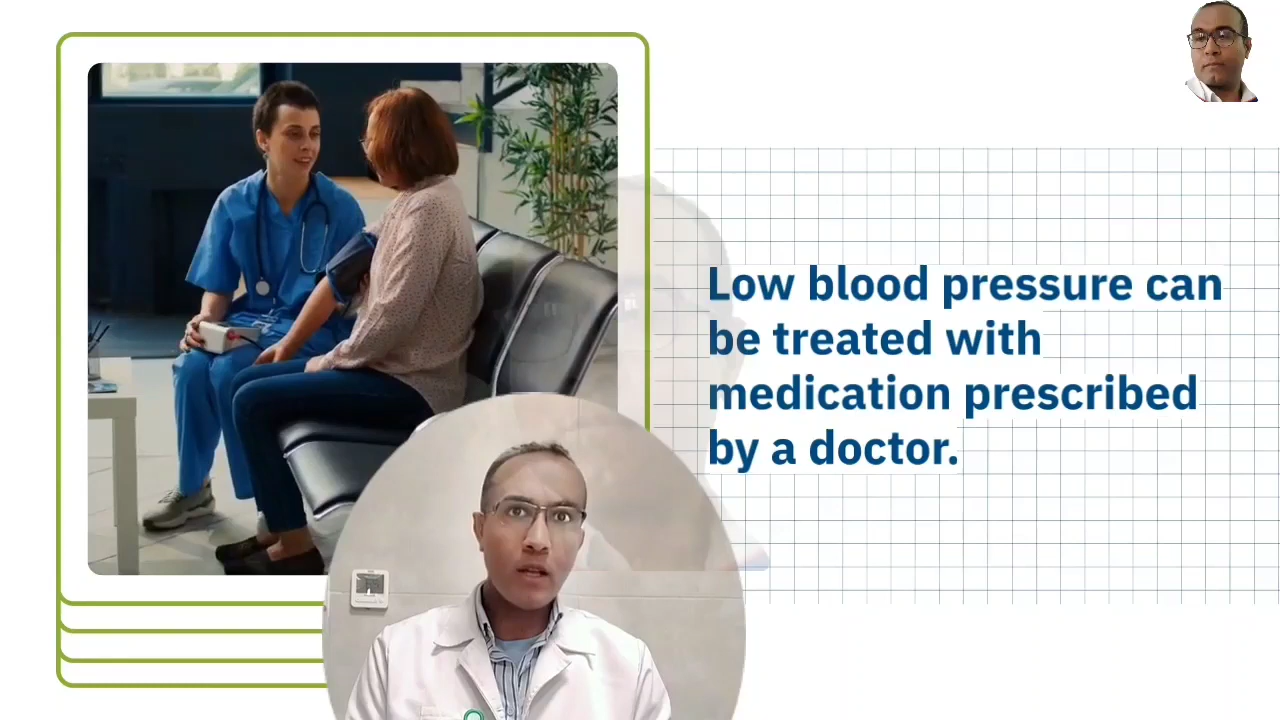 Low blood pressure can
be treated with
medication prescribed
by a doctor.